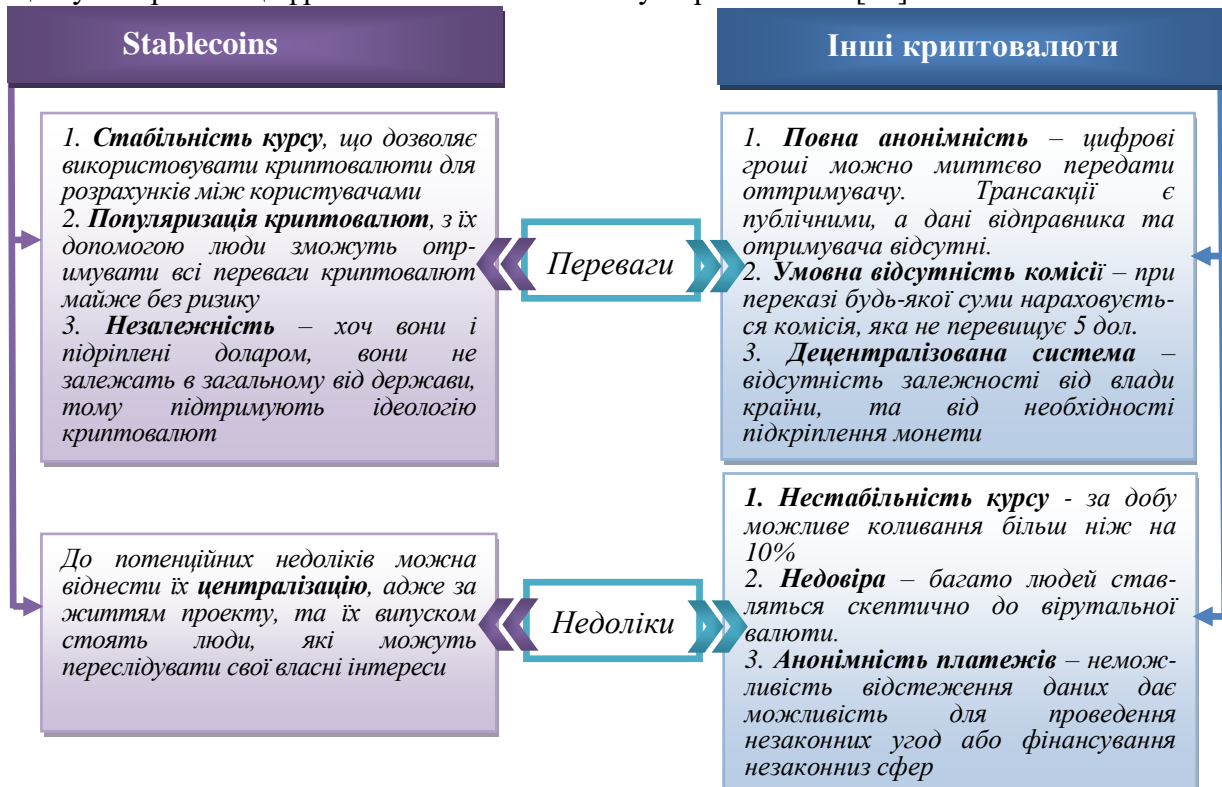 Stablecoins
1. Стабільність курсу, що дозволяє
використовувати криптовалюти для
розрахунків між користувачами
2. Популяризація криптовалют, з їх
допомогою люди зможуть отр-
имувати всі переваги криптовалют
майже без ризику
3. Незалежність – хоч вони і
підріплені доларом, вони не
залежать в загальному від держави,
тому підтримують ідеологію
криптовалют
Переваги
Інші криптовалюти
1. Повна анонімність – цифрові
гроші можно миттєво передати
оттримувачу. Трансакції є
публічними, а дані відправника та
отримувача відсутні.
2. Умовна відсутність комісії – при
переказі будь-якої суми нараховуєть-
ся комісія, яка не перевищує 5 дол.
3. Децентралізована система –
відсутність залежності від влади
країни, та від необхідності
підкріплення монети
До потенційних недоліків можна
віднести їх централізацію, адже за
життям проекту, та їх випуском
стоять люди, які можуть
переслідувати свої власні інтереси
Недоліки
1. Нестабільність курсу - за добу
можливе коливання більш ніж на
10%
2. Недовіра – багато людей став-
ляться скептично до вірутальної
валюти.
3. Анонімність платежів – немож-
ливість відстеження даних дає
можливість для проведення
незаконних угод або фінансування
незаконниз сфер